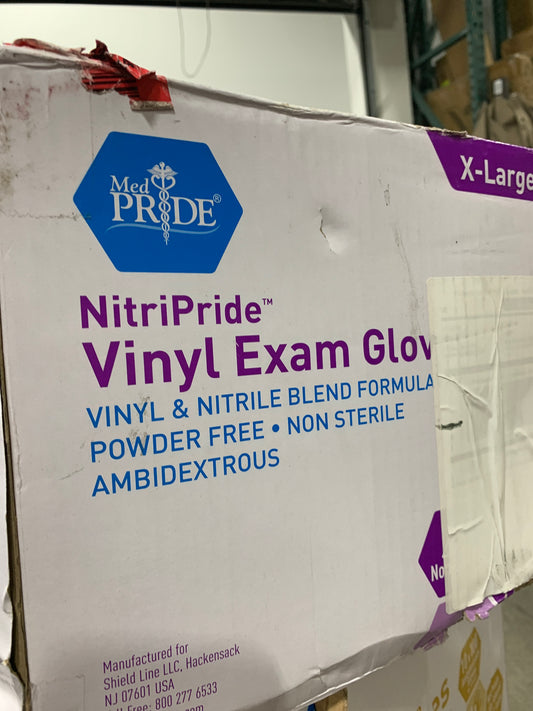 X-Large
Med
PRIDE®
NitriPride™
Vinyl Exam Glov
VINYL & NITRILE BLEND FORMULA
POWDER FREE • NON STERILE
AMBIDEXTROUS
No
Manufactured for
Shield Line LLC, Hackensack
NJ 07601 USA
Free: 800 277 6533